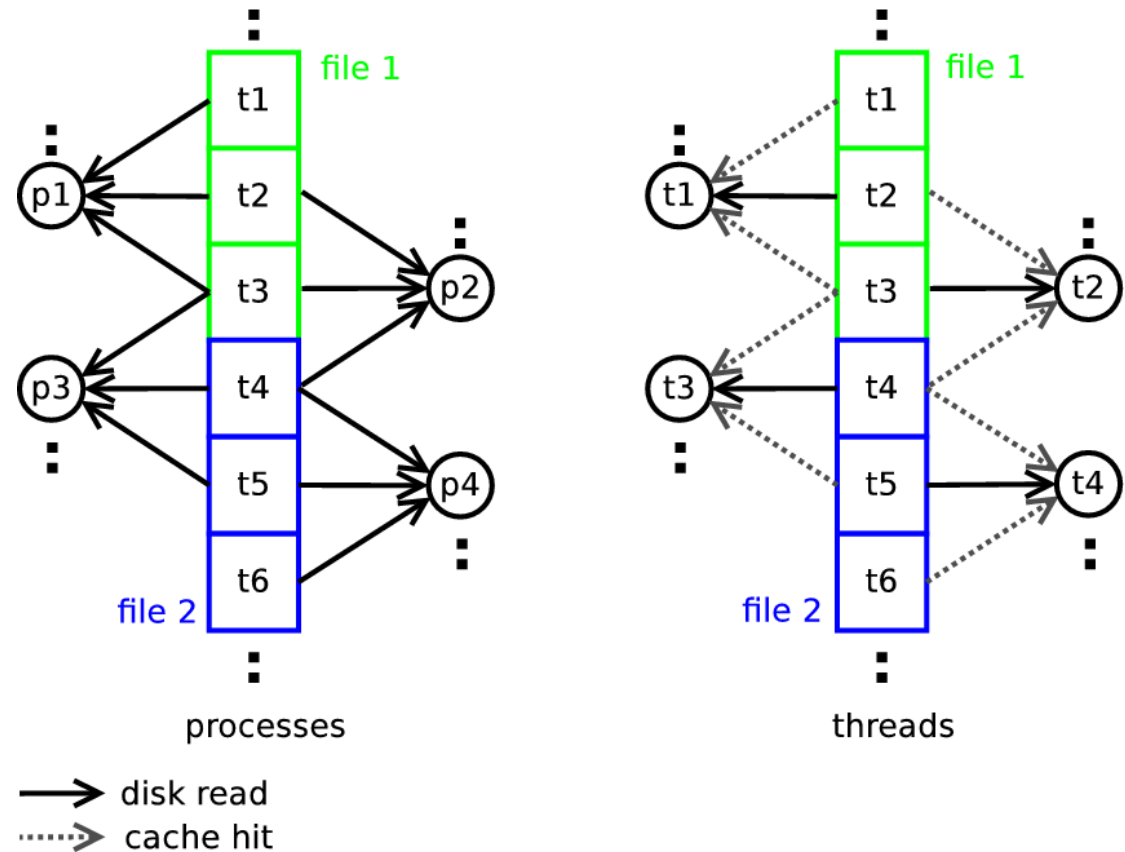 file 1
t1
t2
t3
t4
t5
t6
p1
p2
p3
p4
file 2
processes
file 1
t1
t2
t3
t4
t5
t6
t1
t2
t3
t4
file 2
threads
disk read
cache hit